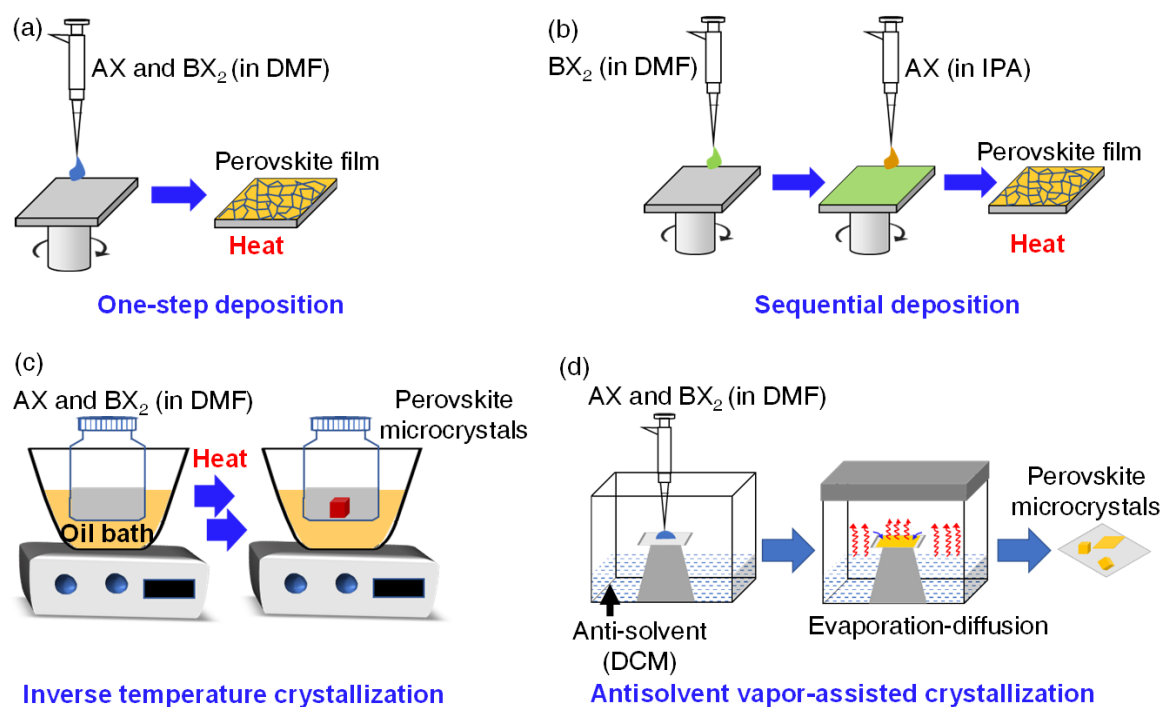 (a)
AX and BX₂ (in DMF)
Perovskite film
Heat
One-step deposition
(b)
BX₂ (in DMF)
AX (in IPA)
Perovskite film
Heat
Sequential deposition
(c)
AX and BX₂ (in DMF)
Heat
Oil bath
Perovskite
microcrystals
Inverse temperature crystallization
(d)
AX and BX₂ (in DMF)
Anti-solvent
(DCM)
Evaporation-diffusion
Perovskite
microcrystals
Antisolvent vapor-assisted crystallization